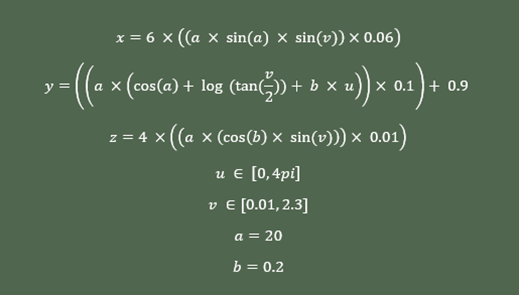 x = 6 × ((a × sin(a) × sin(v)) × 0.06)
y = ((a × (cos(a) + log (tan(v/2)) + b × u)) × 0.1) + 0.9
z = 4 × ((a × (cos(b) × sin(v))) × 0.01)
u ∈ [0, 4pi]
v ∈ [0.01, 2.3]
a = 20
b = 0.2